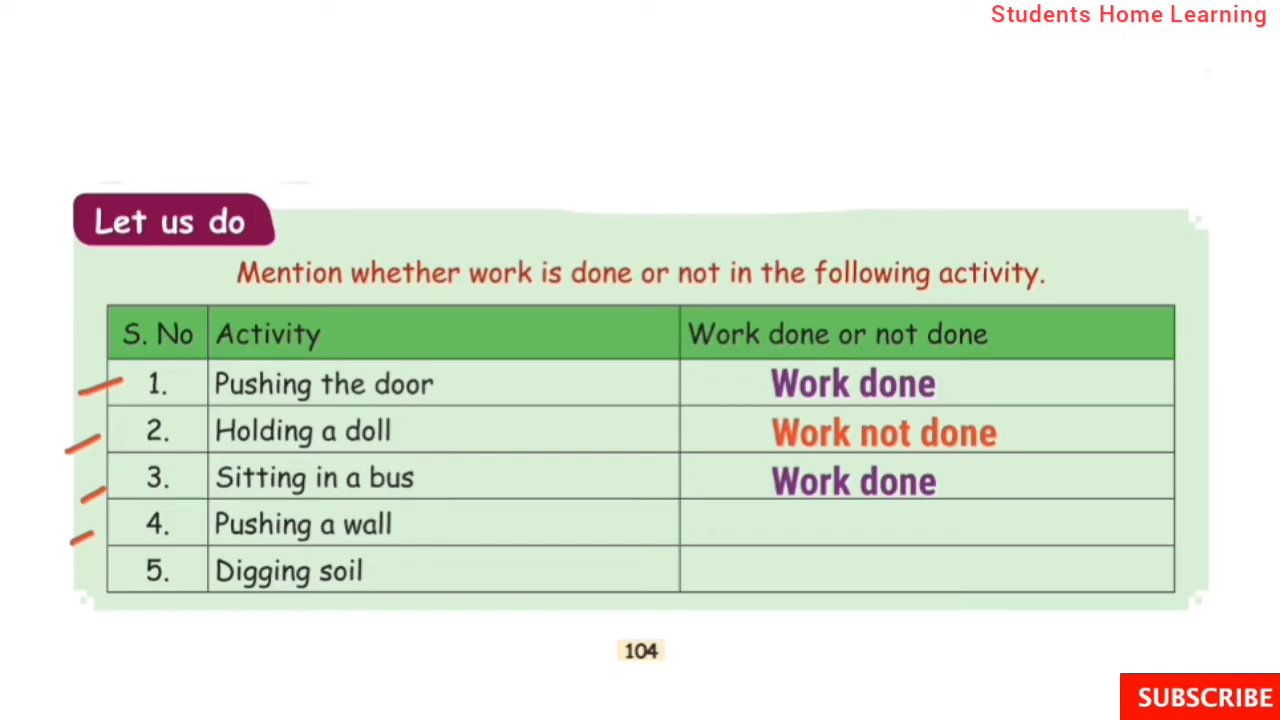 Students Home Learning
Let us do
Mention whether work is done or not in the following activity.
S. No Activity Work done or not done
1. Pushing the door Work done
2. Holding a doll Work not done
3. Sitting in a bus Work done
4. Pushing a wall
5. Digging soil
104
SUBSCRIBE